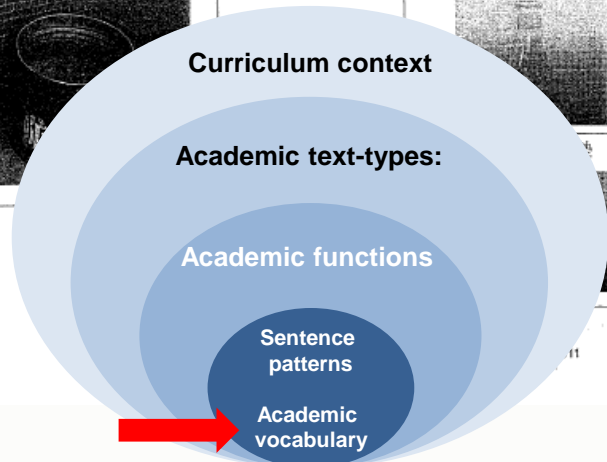 Curriculum context
Academic text-types:
Academic functions
Sentence
patterns
Academic
vocabulary